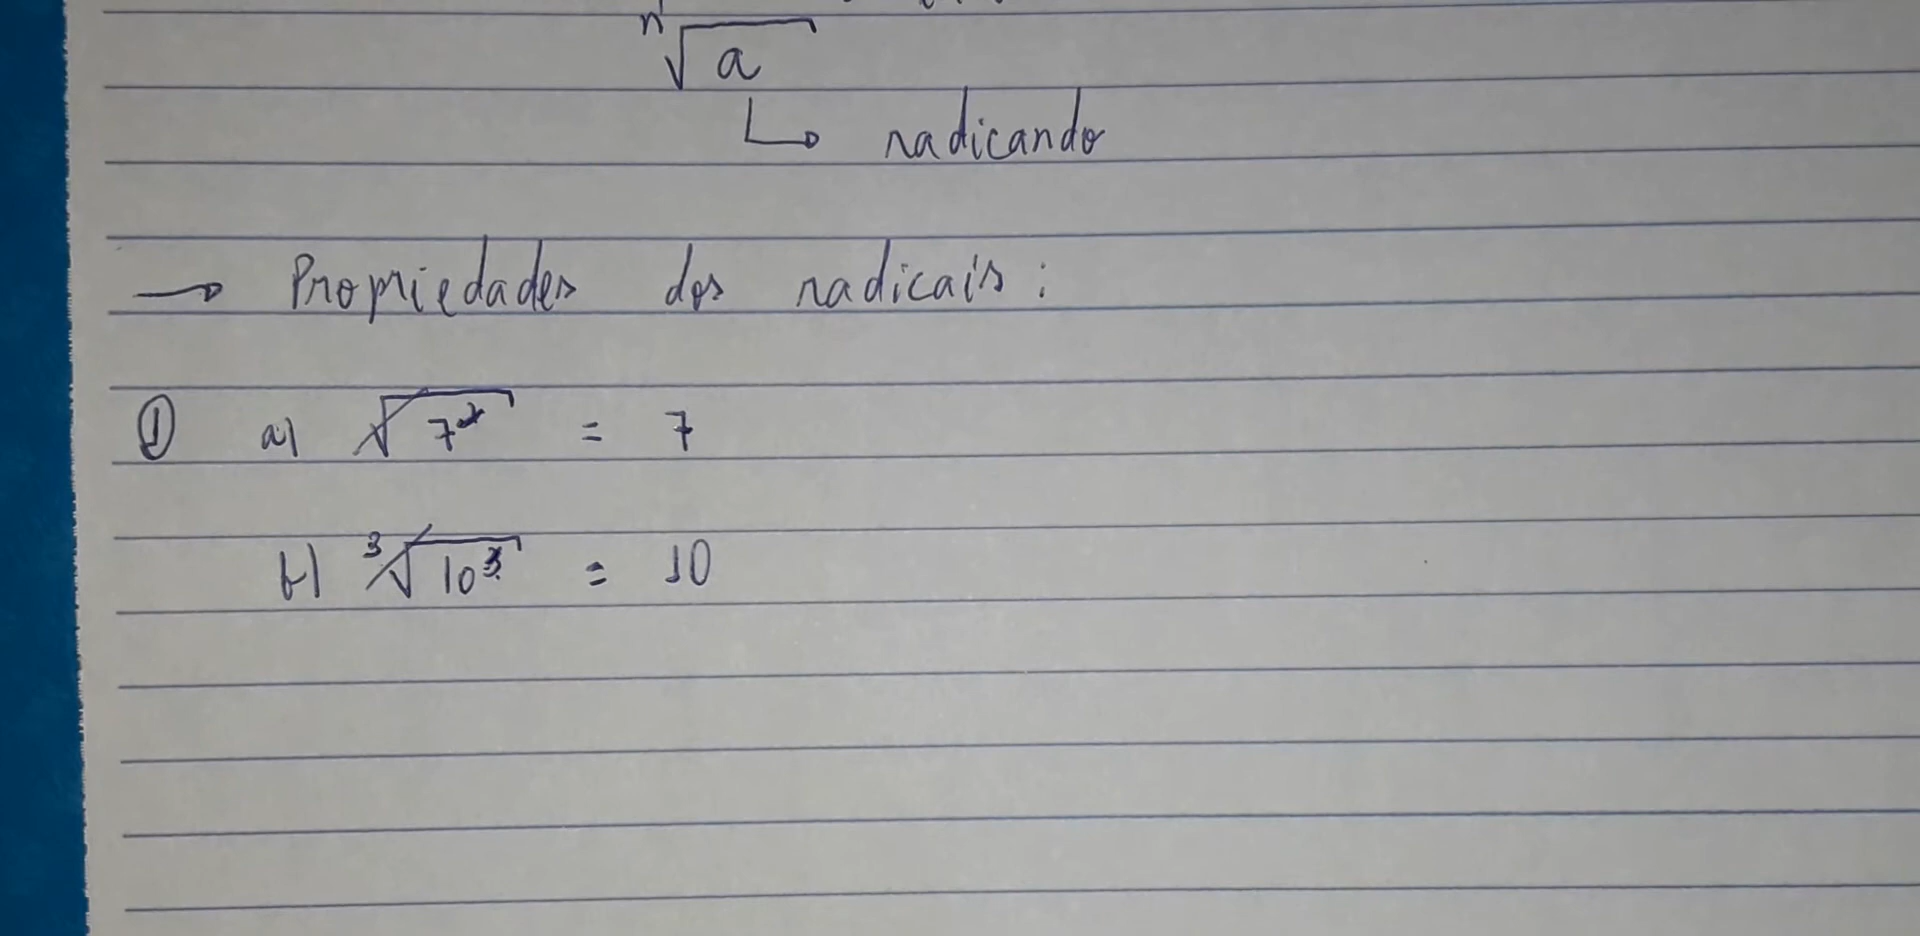 ⁿ√a
↳ radicando
→ Propriedades dos radicais:
① a) √7² = 7
b) ³√10³ = 10